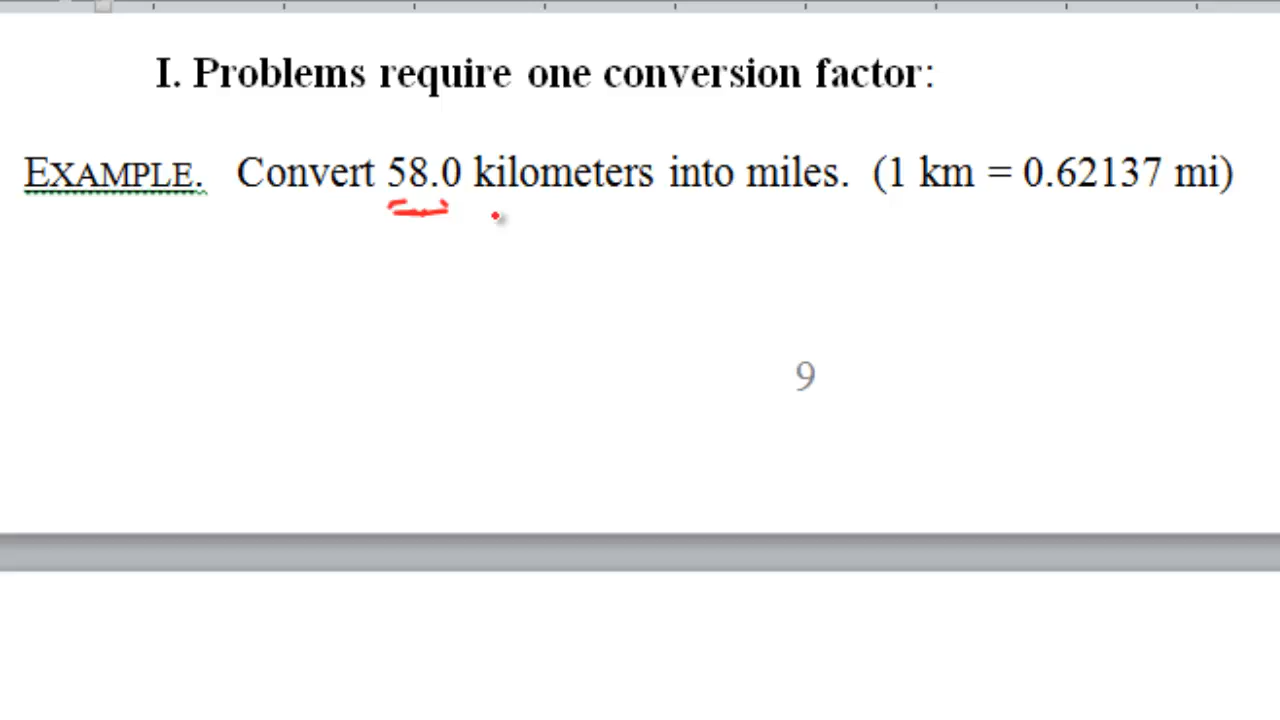 I. Problems require one conversion factor:
EXAMPLE. Convert 58.0 kilometers into miles. (1 km = 0.62137 mi)
9